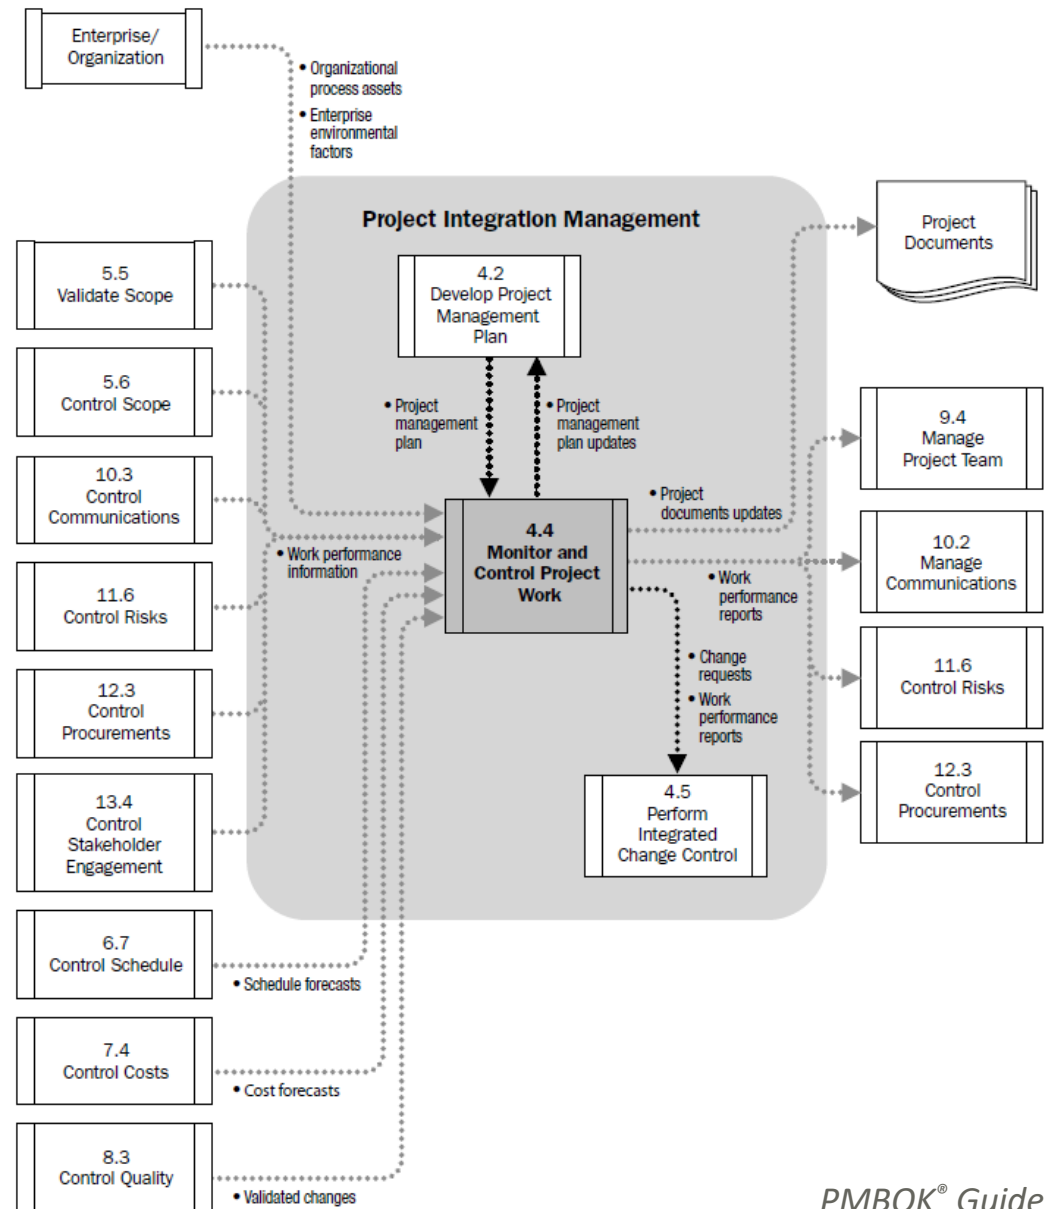 Enterprise/
Organization
• Organizational
process assets
• Enterprise
environmental
factors
Project Integration Management
Project
Documents
5.5
Validate Scope
4.2
Develop Project
Management
Plan
5.6
Control Scope
• Project
management
plan
• Project
management
plan updates
9.4
Manage
Project Team
10.3
Control
Communications
• Project
documents updates
4.4
Monitor and
Control Project
Work
• Work performance
information
10.2
Manage
Communications
• Work
performance
reports
11.6
Control Risks
• Change
requests
• Work
performance
reports
11.6
Control Risks
12.3
Control
Procurements
12.3
Control
Procurements
4.5
Perform
Integrated
Change Control
13.4
Control
Stakeholder
Engagement
6.7
Control Schedule
• Schedule forecasts
7.4
Control Costs
• Cost forecasts
8.3
Control Quality
• Validated changes
PMBOK® Guide